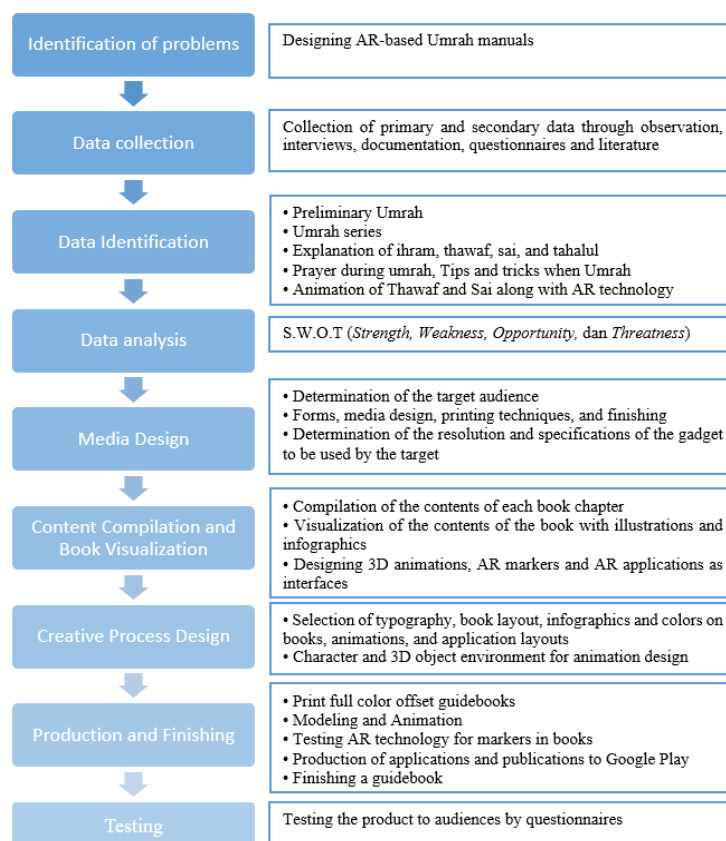 Identification of problems
Designing AR-based Umrah manuals
Data collection
Collection of primary and secondary data through observation,
interviews, documentation, questionnaires and literature
Data Identification
• Preliminary Umrah
• Umrah series
• Explanation of ihram, thawaf, sai, and tahalul
• Prayer during umrah, Tips and tricks when Umrah
• Animation of Thawaf and Sai along with AR technology
Data analysis
S.W.O.T (Strength, Weakness, Opportunity, dan Threatness)
Media Design
• Determination of the target audience
• Forms, media design, printing techniques, and finishing
• Determination of the resolution and specifications of the gadget
to be used by the target
Content Compilation and
Book Visualization
• Compilation of the contents of each book chapter
• Visualization of the contents of the book with illustrations and
infographics
• Designing 3D animations, AR markers and AR applications as
interfaces
Creative Process Design
• Selection of typography, book layout, infographics and colors on
books, animations, and application layouts
• Character and 3D object environment for animation design
Production and Finishing
• Print full color offset guidebooks
• Modeling and Animation
• Testing AR technology for markers in books
• Production of applications and publications to Google Play
• Finishing a guidebook
Testing
Testing the product to audiences by questionnaires